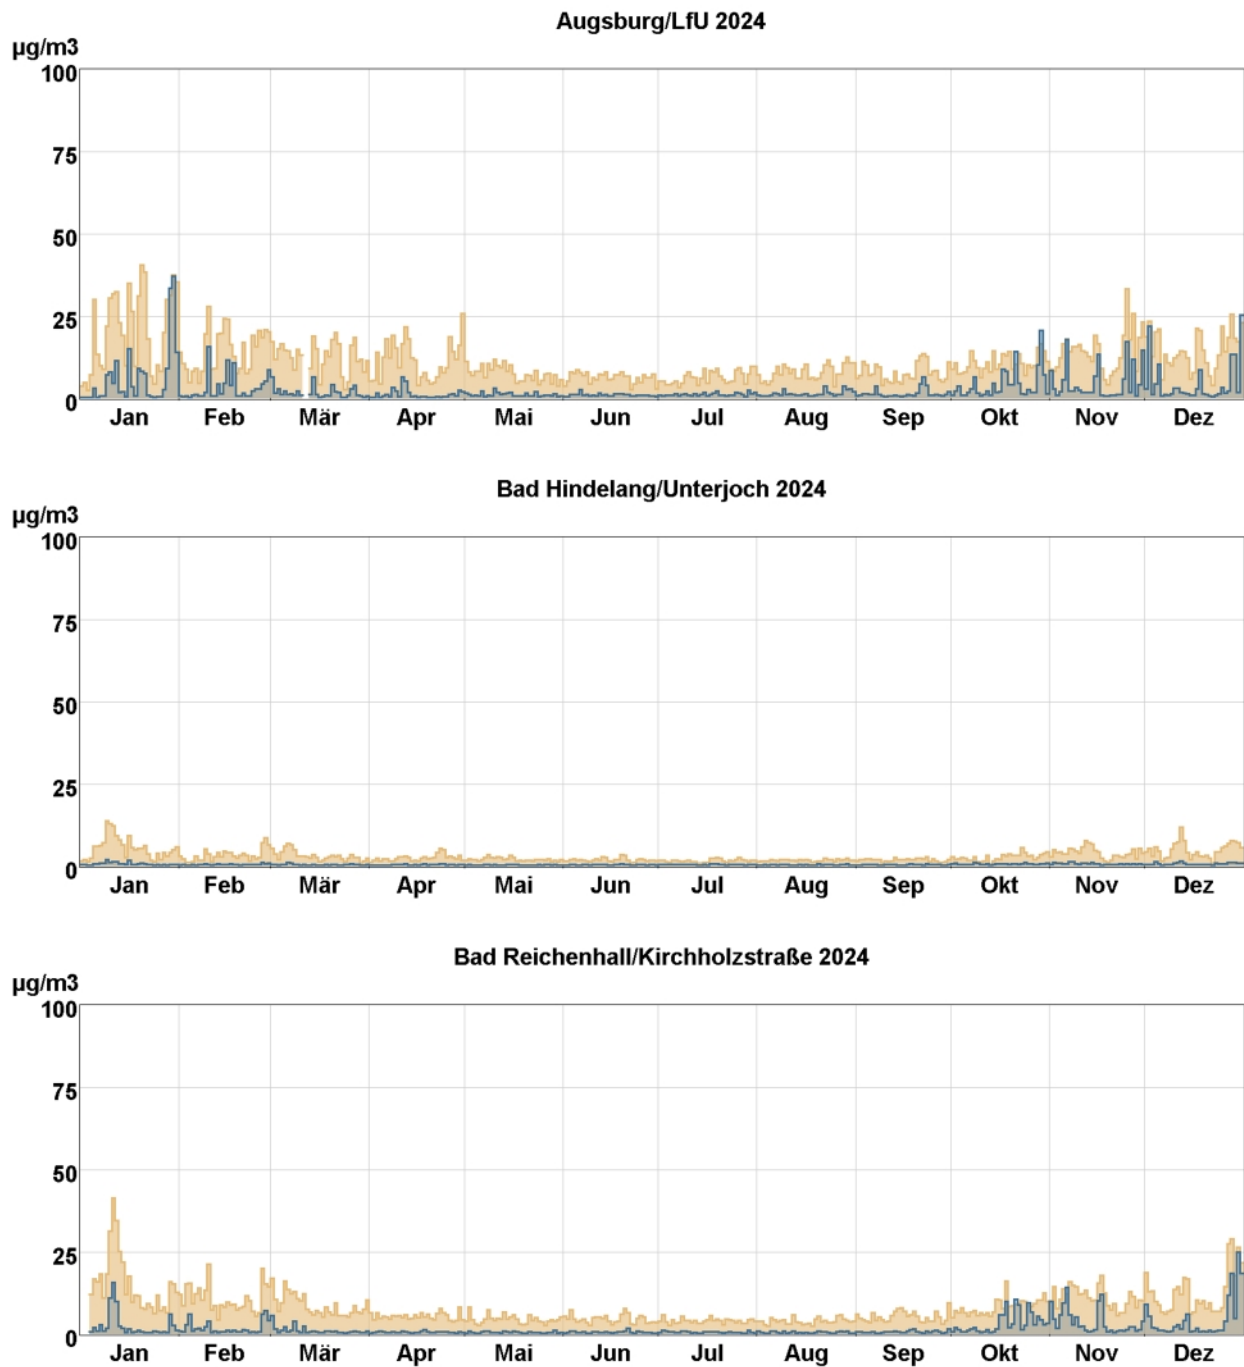 Augsburg/LfU 2024
µg/m3
100
75
50
25
0
Jan Feb Mär Apr Mai Jun Jul Aug Sep Okt Nov Dez
Bad Hindelang/Unterjoch 2024
µg/m3
100
75
50
25
0
Jan Feb Mär Apr Mai Jun Jul Aug Sep Okt Nov Dez
Bad Reichenhall/Kirchholzstraße 2024
µg/m3
100
75
50
25
0
Jan Feb Mär Apr Mai Jun Jul Aug Sep Okt Nov Dez